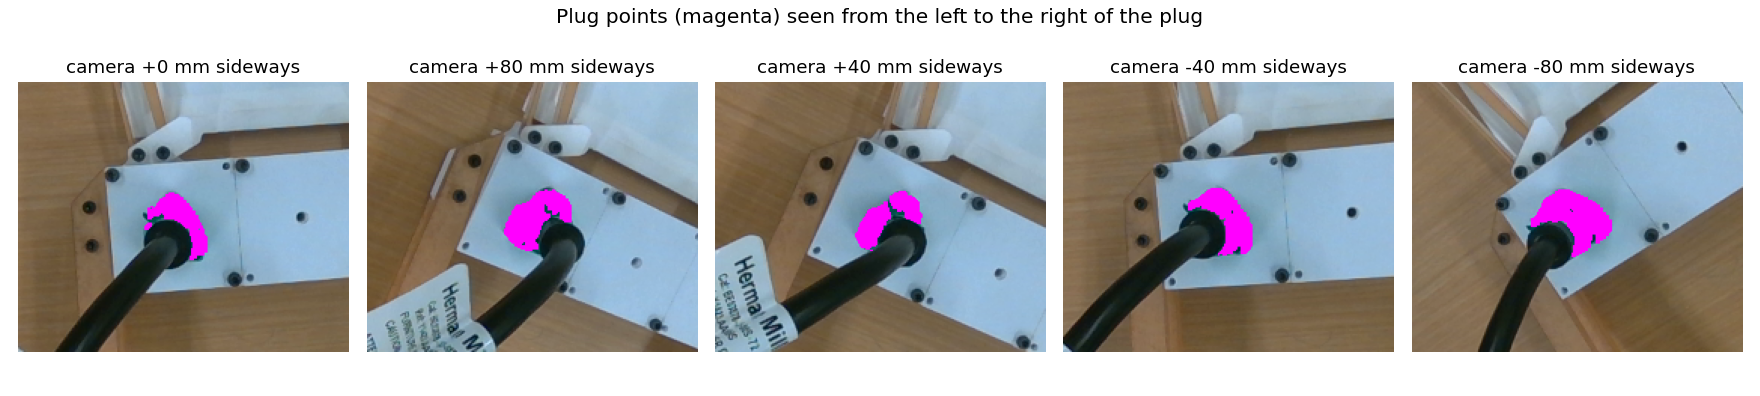 Plug points (magenta) seen from the left to the right of the plug
camera +0 mm sideways
camera +80 mm sideways
camera +40 mm sideways
camera -40 mm sideways
camera -80 mm sideways
Herma
M
Herma
Mil